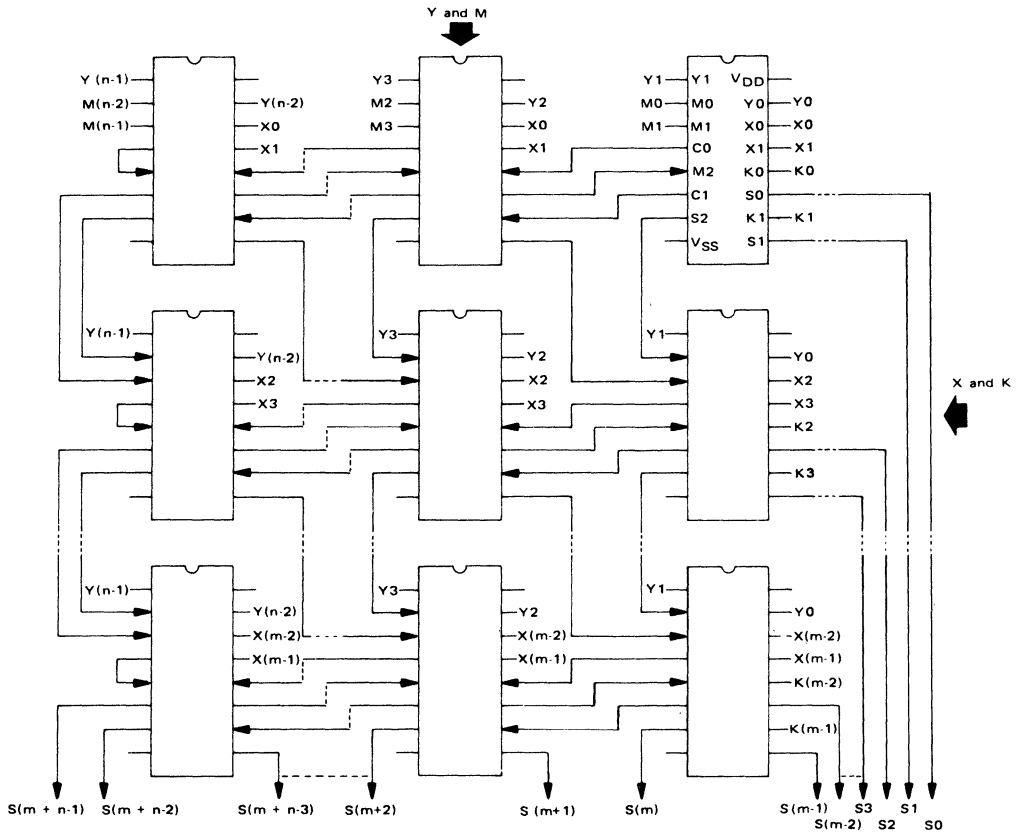 Y and M
Y (n-1) Y3 Y1 Y1 VDD
M(n-2) Y(n-2) M2 Y2 M0 M0 Y0 Y0
M(n-1) X0 M3 X0 M1 M1 X0 X0
X1 X1 C0 X1 X1
M2 K0 K0
C1 S0
S2 K1 K1
VSS S1
Y(n-1) Y3 Y1
Y(n-2) Y2 Y0
X2 X2 X2
X and K
X3 X3 X3
K2
K3
Y(n-1) Y3 Y1
Y(n-2) Y2 Y0
X(m-2) X(m-2) X(m-2)
X(m-1) X(m-1) X(m-1)
K(m-2)
K(m-1)
S(m + n-1) S(m + n-2) S(m + n-3) S(m+2) S (m+1) S(m) S(m-1) S3 S1
S(m-2) S2 S0